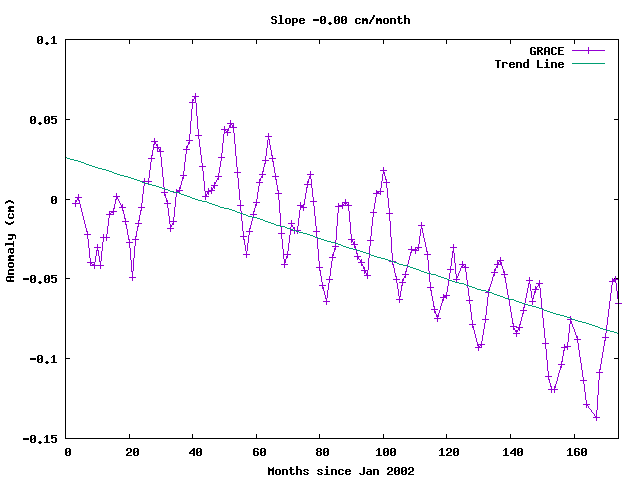 Slope -0.00 cm/month
0.1
GRACE
Trend Line
0.05
0
Anomaly (cm)
-0.05
-0.1
-0.15
0 20 40 60 80 100 120 140 160
Months since Jan 2002